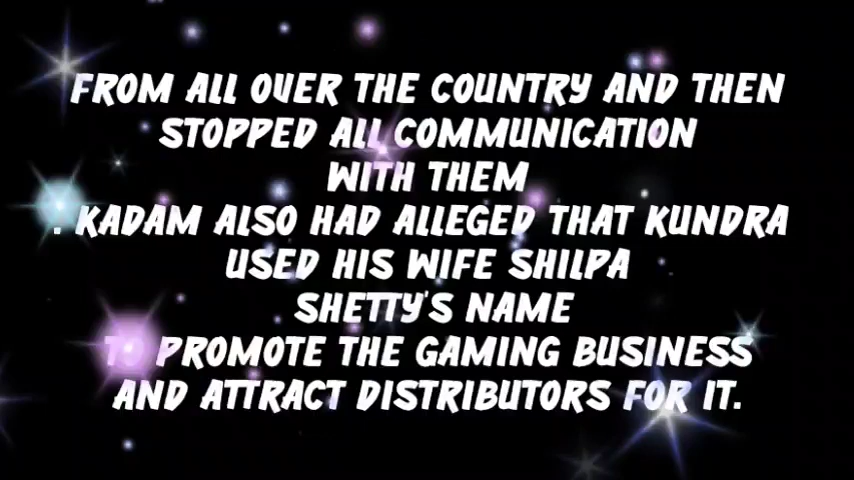 FROM ALL OVER THE COUNTRY AND THEN
STOPPED ALL COMMUNICATION
WITH THEM
. KADAM ALSO HAD ALLEGED THAT KUNDRA
USED HIS WIFE SHILPA
SHETTY'S NAME
TO PROMOTE THE GAMING BUSINESS
AND ATTRACT DISTRIBUTORS FOR IT.